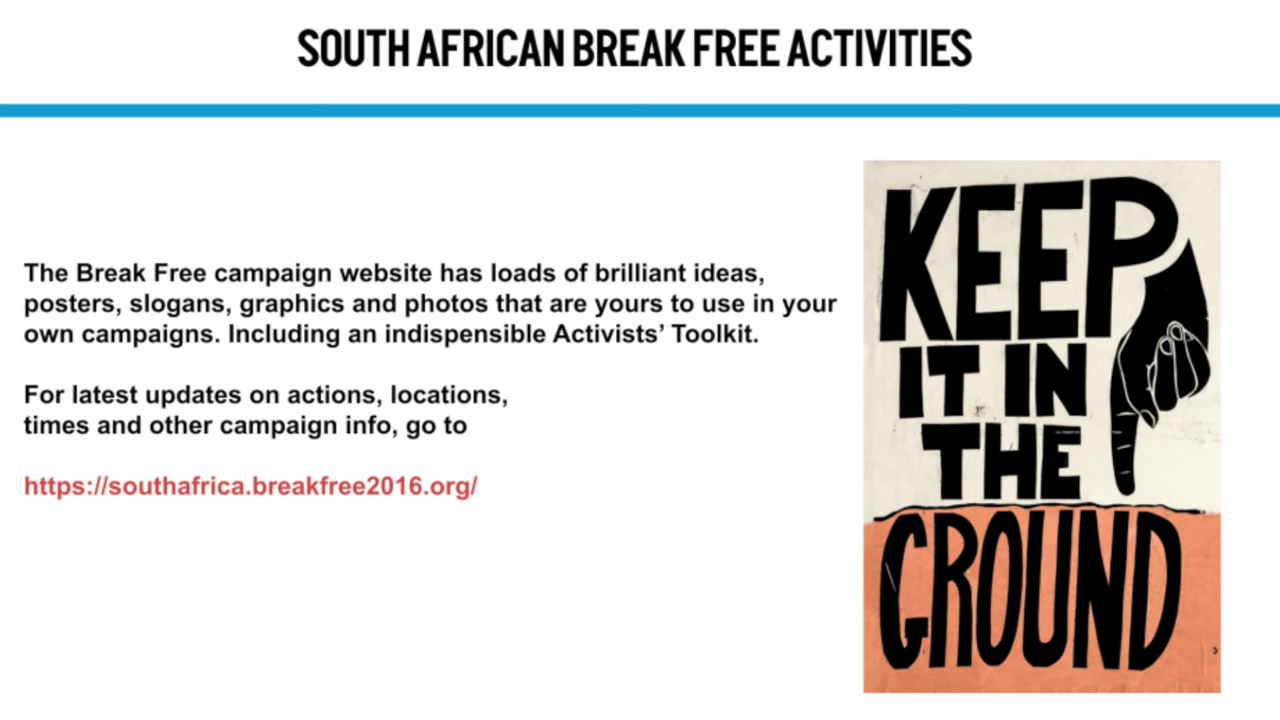 SOUTH AFRICAN BREAK FREE ACTIVITIES
The Break Free campaign website has loads of brilliant ideas,
posters, slogans, graphics and photos that are yours to use in your
own campaigns. Including an indispensible Activists’ Toolkit.
For latest updates on actions, locations,
times and other campaign info, go to
https://southafrica.breakfree2016.org/
KEEP
IT IN
THE
GROUND